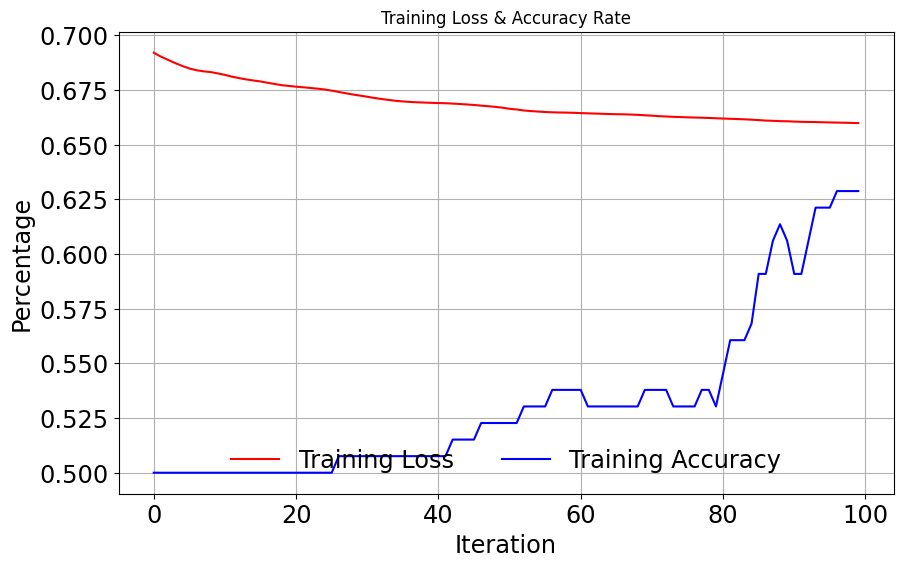 Training Loss & Accuracy Rate
0.700
0.675
0.650
0.625
0.600
0.575
0.550
0.525
0.500
Percentage
Training Loss
Training Accuracy
0 20 40 60 80 100
Iteration